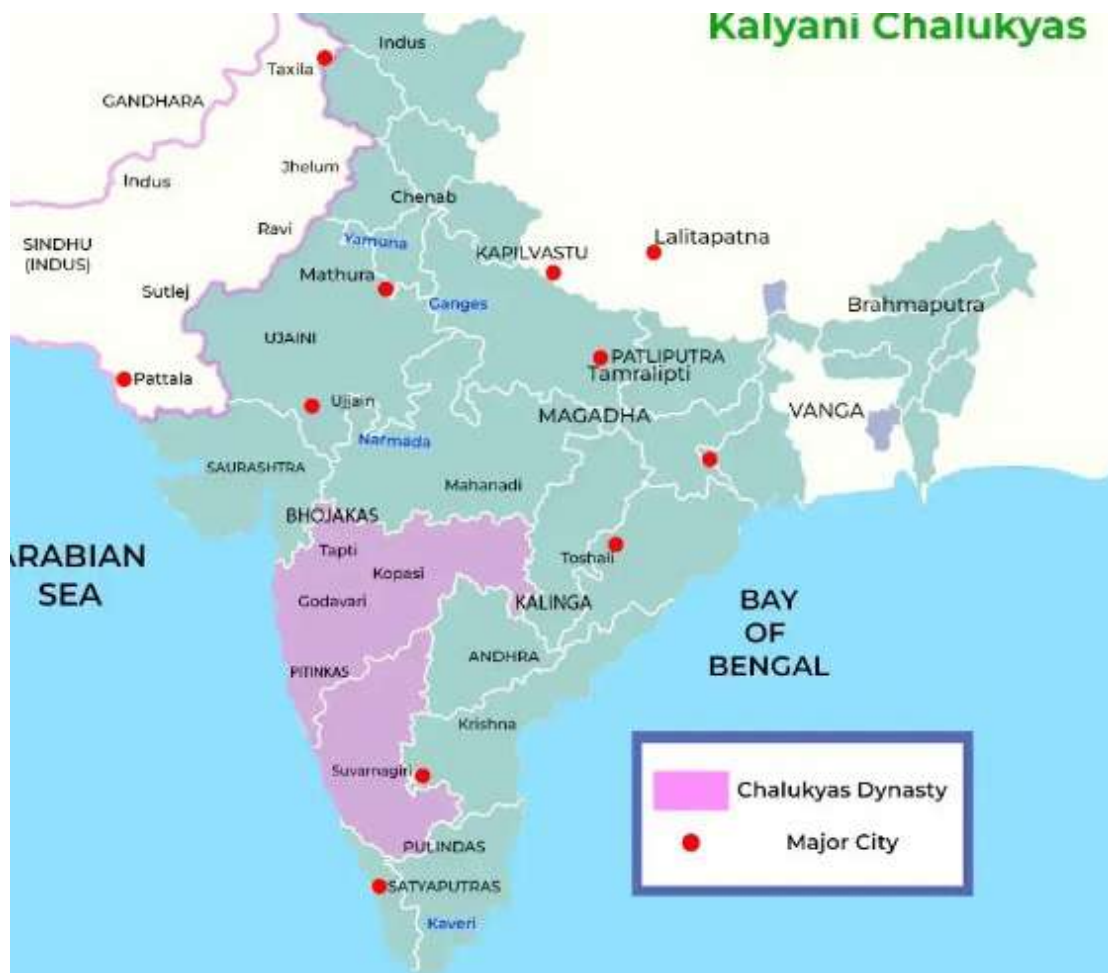 Kalyani Chalukyas
Indus
Taxila
GANDHARA
Jhelum
Indus
Chenab
Ravi
SINDHU
(INDUS)
Yamuna
KAPILVASTU
Lalitapatna
Mathura
Sutlej
Ganges
Brahmaputra
UJAINI
PATLIPUTRA
Tamralipti
Pattala
Ujjain
MAGADHA
VANGA
Narmada
SAURASHTRA
Mahanadi
BHOJAKAS
ARABIAN
SEA
Tapti
Kopasi
Toshali
Godavari
KALINGA
BAY
OF
BENGAL
ANDHRA
PITINKAS
Krishna
Suvarnagiri
Chalukyas Dynasty
Major City
PULINDAS
SATYAPUTRAS
Kaveri